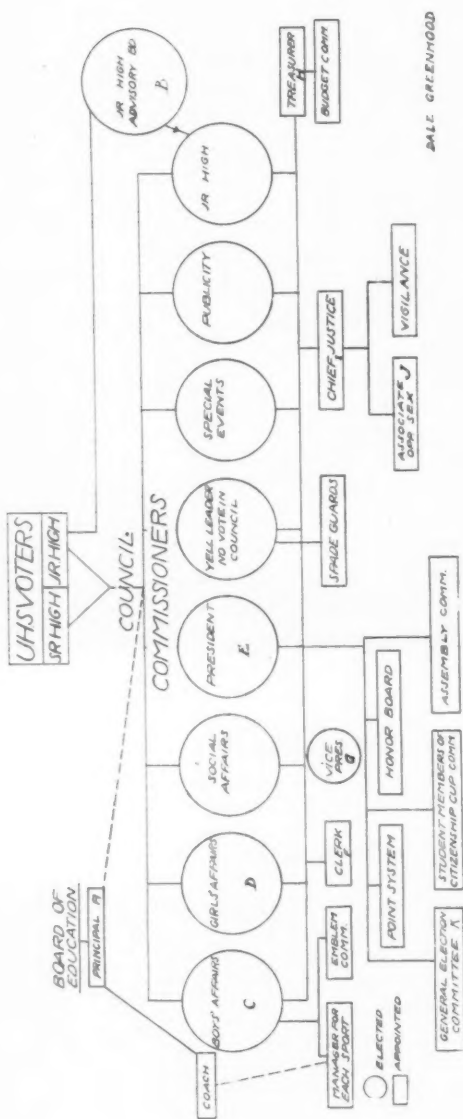 UHS VOTERS
SR HIGH JR HIGH
BOARD OF
EDUCATION
PRINCIPAL A
COACH
COUNCIL
COMMISSIONERS
JR HIGH
ADVISORY BD.
B
BOYS' AFFAIRS
C
GIRLS' AFFAIRS
D
SOCIAL
AFFAIRS
PRESIDENT
E
YELL LEADER
NO VOTE IN
COUNCIL
SPECIAL
EVENTS
PUBLICITY
JR HIGH
MANAGER FOR
EACH SPORT
EMBLEM
COMM.
CLERK
VICE
PRES
G
SPADE GUARDS
CHIEF JUSTICE
TREASURER
H
BUDGET COMM
ASSOCIATE J
OPP SEX
VIGILANCE
POINT SYSTEM
HONOR BOARD
GENERAL ELECTION
COMMITTEE K
STUDENT MEMBERS OF
CITIZENSHIP CUP COMM
ASSEMBLY COMM.
ELECTED
APPOINTED
DALE GREENWOOD